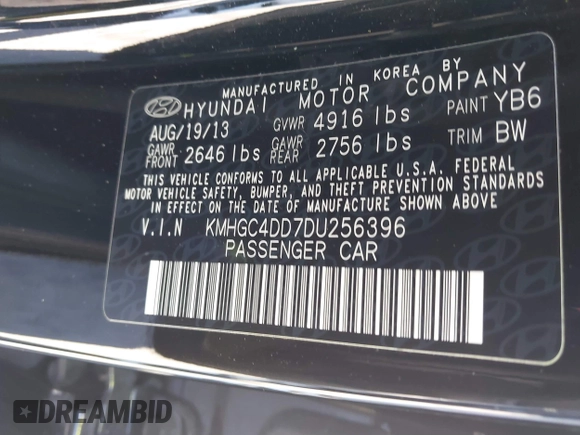 MANUFACTURED IN KOREA BY
HYUNDAI MOTOR COMPANY
AUG/19/13 GVWR 4916 lbs PAINT YB6
GAWR FRONT 2646 lbs GAWR REAR 2756 lbs TRIM BW
THIS VEHICLE CONFORMS TO ALL APPLICABLE U.S.A. FEDERAL
MOTOR VEHICLE SAFETY, BUMPER, AND THEFT PREVENTION STANDARDS
IN EFFECT ON THE DATE OF MANUFACTURE SHOWN ABOVE
V.I.N KMHGC4DD7DU256396
PASSENGER CAR
DREAMBID